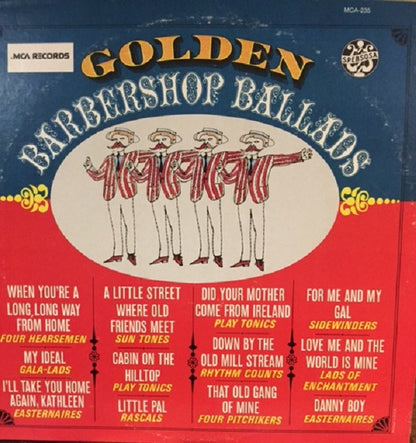 MCA-235
MCA RECORDS
SPEBSQSA
GOLDEN
BARBERSHOP BALLADS
WHEN YOU'RE A
LONG, LONG WAY
FROM HOME
FOUR HEARSEMEN
MY IDEAL
GALA-LADS
I'LL TAKE YOU HOME
AGAIN, KATHLEEN
EASTERNAIRES
A LITTLE STREET
WHERE OLD
FRIENDS MEET
SUN TONES
CABIN ON THE
HILLTOP
PLAY TONICS
LITTLE PAL
RASCALS
DID YOUR MOTHER
COME FROM IRELAND
PLAY TONICS
DOWN BY THE
OLD MILL STREAM
RHYTHM COUNTS
THAT OLD GANG
OF MINE
FOUR PITCHIKERS
FOR ME AND MY
GAL
SIDEWINDERS
LOVE ME AND THE
WORLD IS MINE
LADS OF
ENCHANTMENT
DANNY BOY
EASTERNAIRES